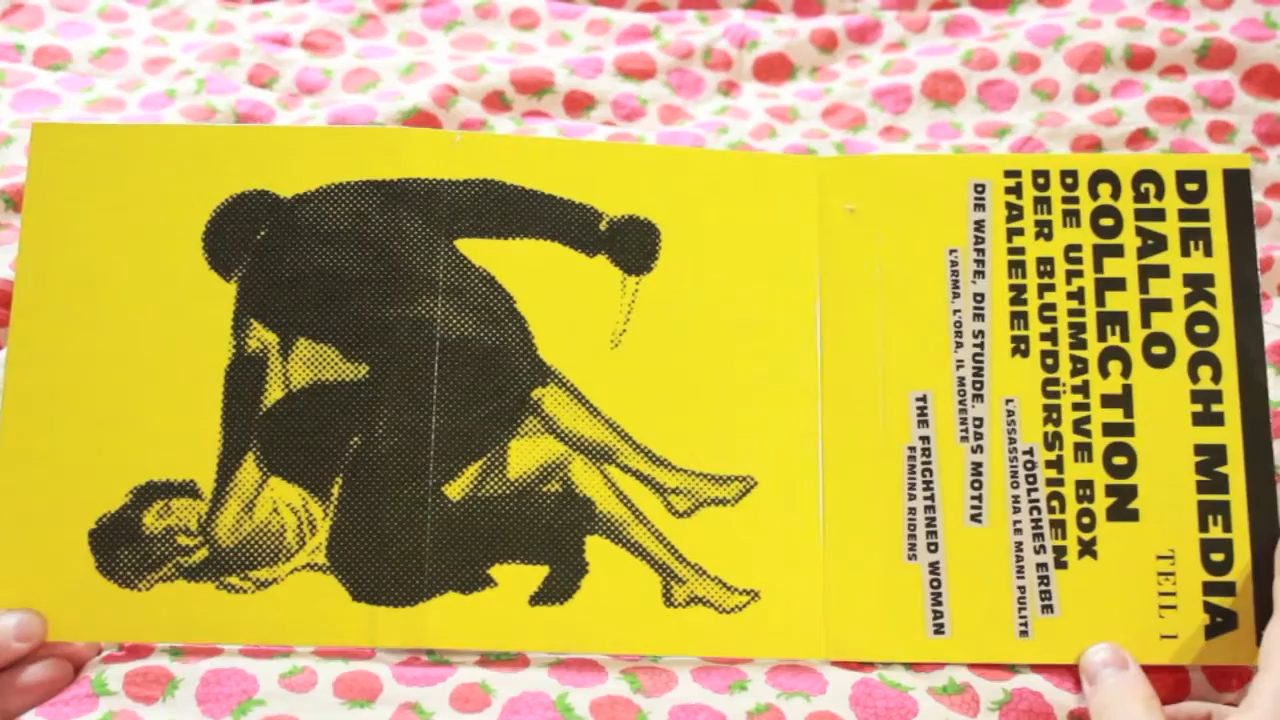 DIE KOCH MEDIA
GIALLO
TEIL 1
COLLECTION
DIE ULTIMATIVE BOX
DER BLUTDÜRSTIGEN
ITALIENER
TÖDLICHES ERBE
L'ASSASSINO HA LE MANI PULITE
DIE WAFFE, DIE STUNDE, DAS MOTIV
L'ARMA, L'ORA, IL MOVENTE
THE FRIGHTENED WOMAN
FEMINA RIDENS